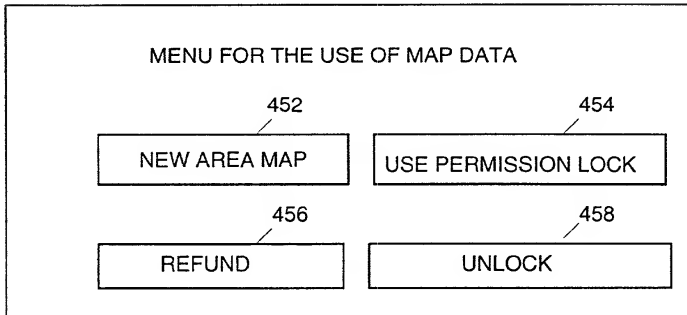 MENU FOR THE USE OF MAP DATA
452
454
NEW AREA MAP
USE PERMISSION LOCK
456
458
REFUND
UNLOCK